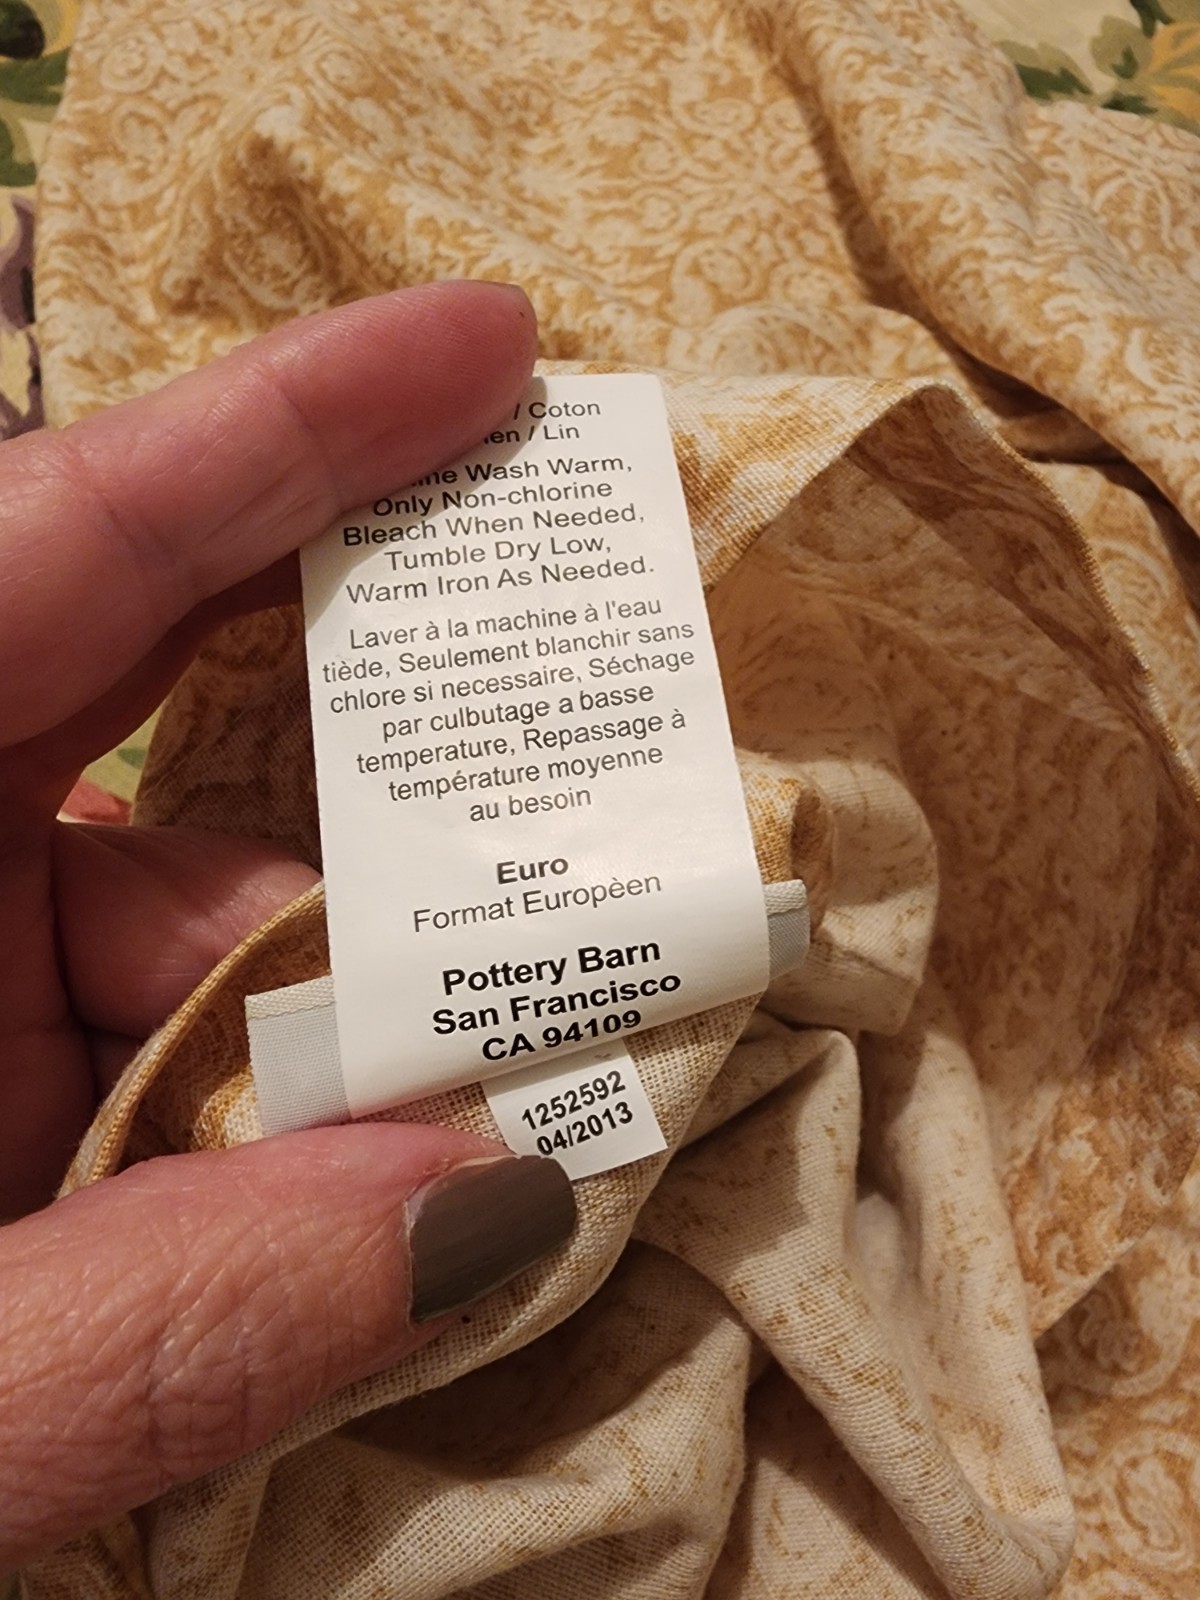 / Coton
/ Lin
Wash Warm,
Only Non-chlorine
Bleach When Needed,
Tumble Dry Low,
Warm Iron As Needed.
Laver à la machine à l'eau
tiède, Seulement blanchir sans
chlore si necessaire, Séchage
par culbutage a basse
temperature, Repassage à
température moyenne
au besoin
Euro
Format Europèen
Pottery Barn
San Francisco
CA 94109
1252592
04/2013